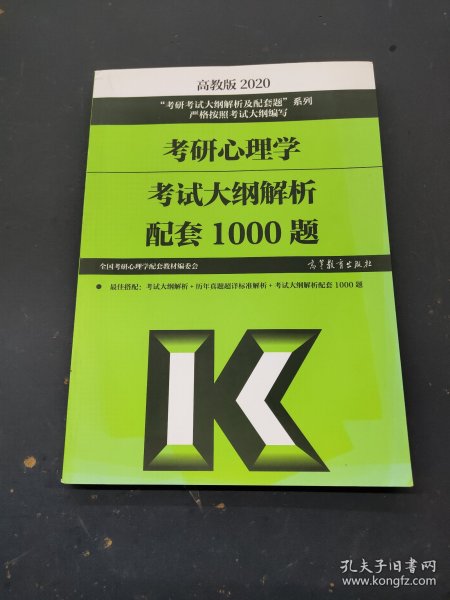 高教版 2020
“考研考试大纲解析及配套题”系列
严格按照考试大纲编写
考研心理学
考试大纲解析
配套 1000 题
全国考研心理学配套教材编委会
高等教育出版社
● 最佳搭配：考试大纲解析 + 历年真题超详标准解析 + 考试大纲解析配套 1000 题
K
孔夫子旧书网
www.kongfz.com